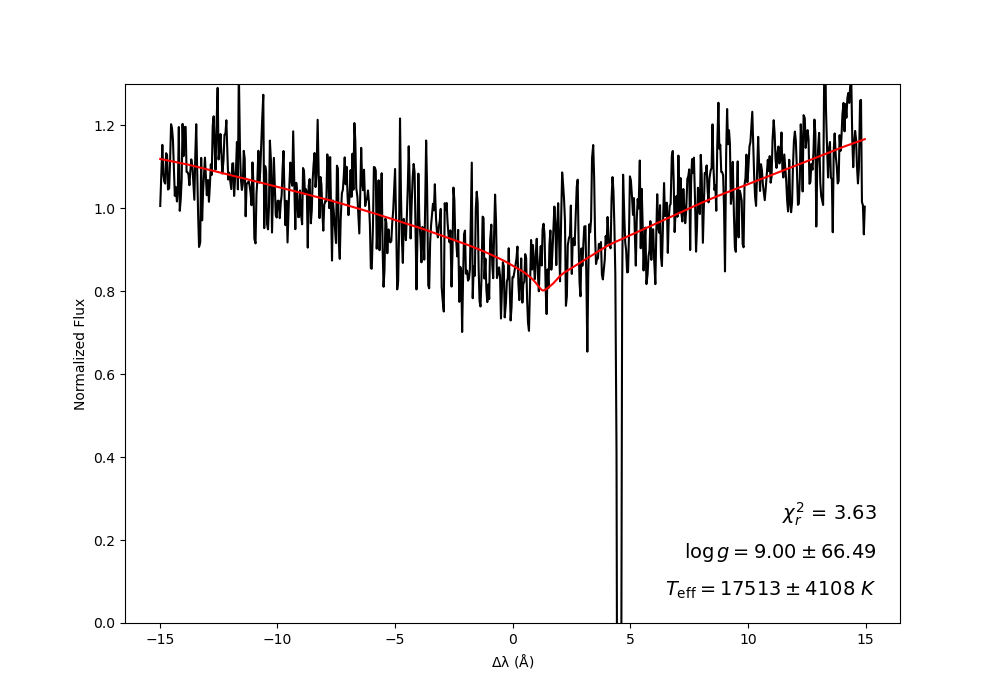 1.2
1.0
0.8
0.6
0.4
0.2
0.0
Normalized Flux
χ²ᵣ = 3.63
log g = 9.00 ± 66.49
T_eff = 17513 ± 4108 K
−15 −10 −5 0 5 10 15
Δλ (Å)